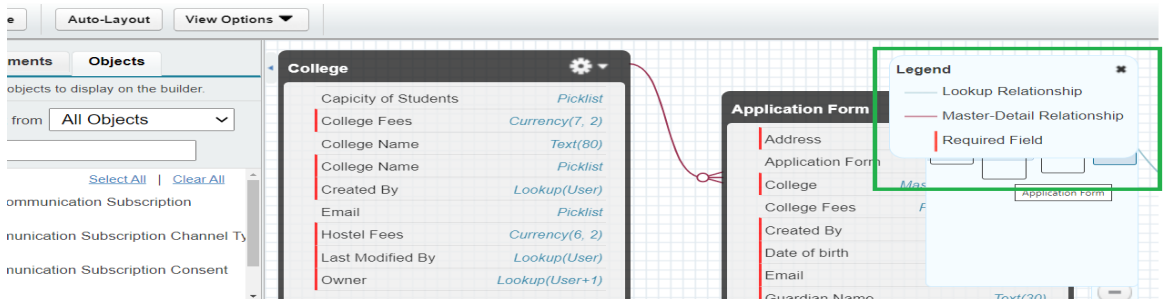 e
Auto-Layout
View Options
ments
Objects
objects to display on the builder.
from
All Objects
Select All | Clear All
ommunication Subscription
nunication Subscription Channel Ty
nmunication Subscription Consent
College
Capicity of Students
Picklist
College Fees
Currency(7, 2)
College Name
Text(80)
College Name
Picklist
Created By
Lookup(User)
Email
Picklist
Hostel Fees
Currency(6, 2)
Last Modified By
Lookup(User)
Owner
Lookup(User+1)
Application Form
Address
Application Form
College
Mas
College Fees
Created By
Date of birth
Email
Guardian Name
Text(20)
Legend
Lookup Relationship
Master-Detail Relationship
Required Field
Application Form